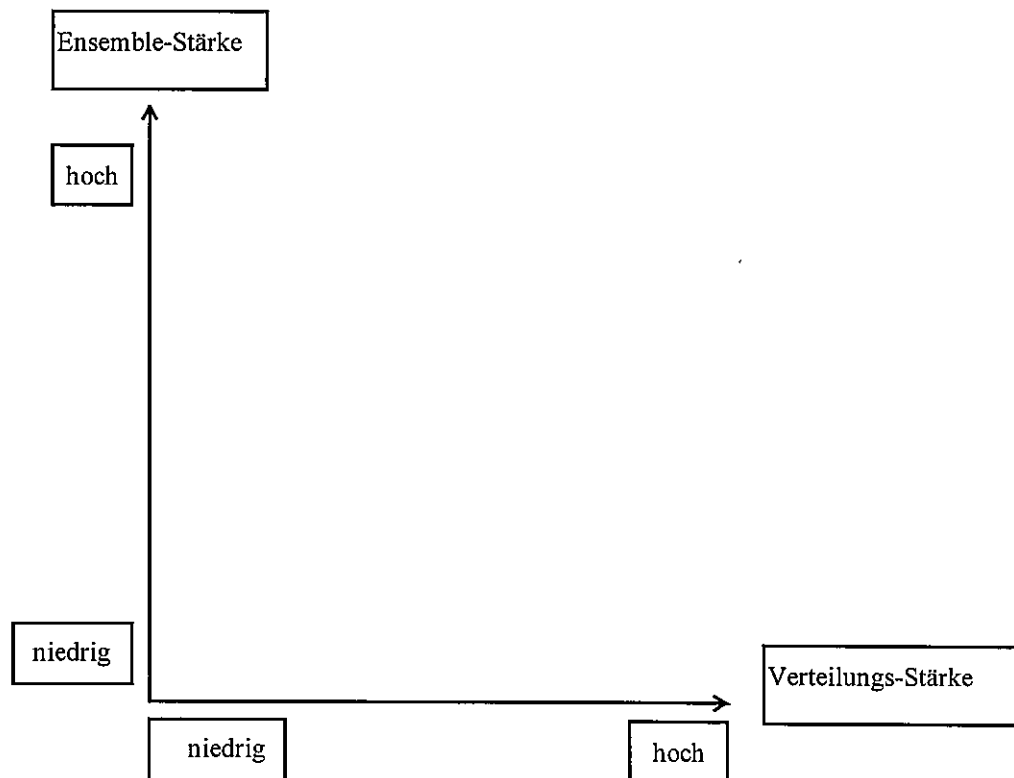 Ensemble-Stärke
hoch
niedrig
Verteilungs-Stärke
niedrig
hoch